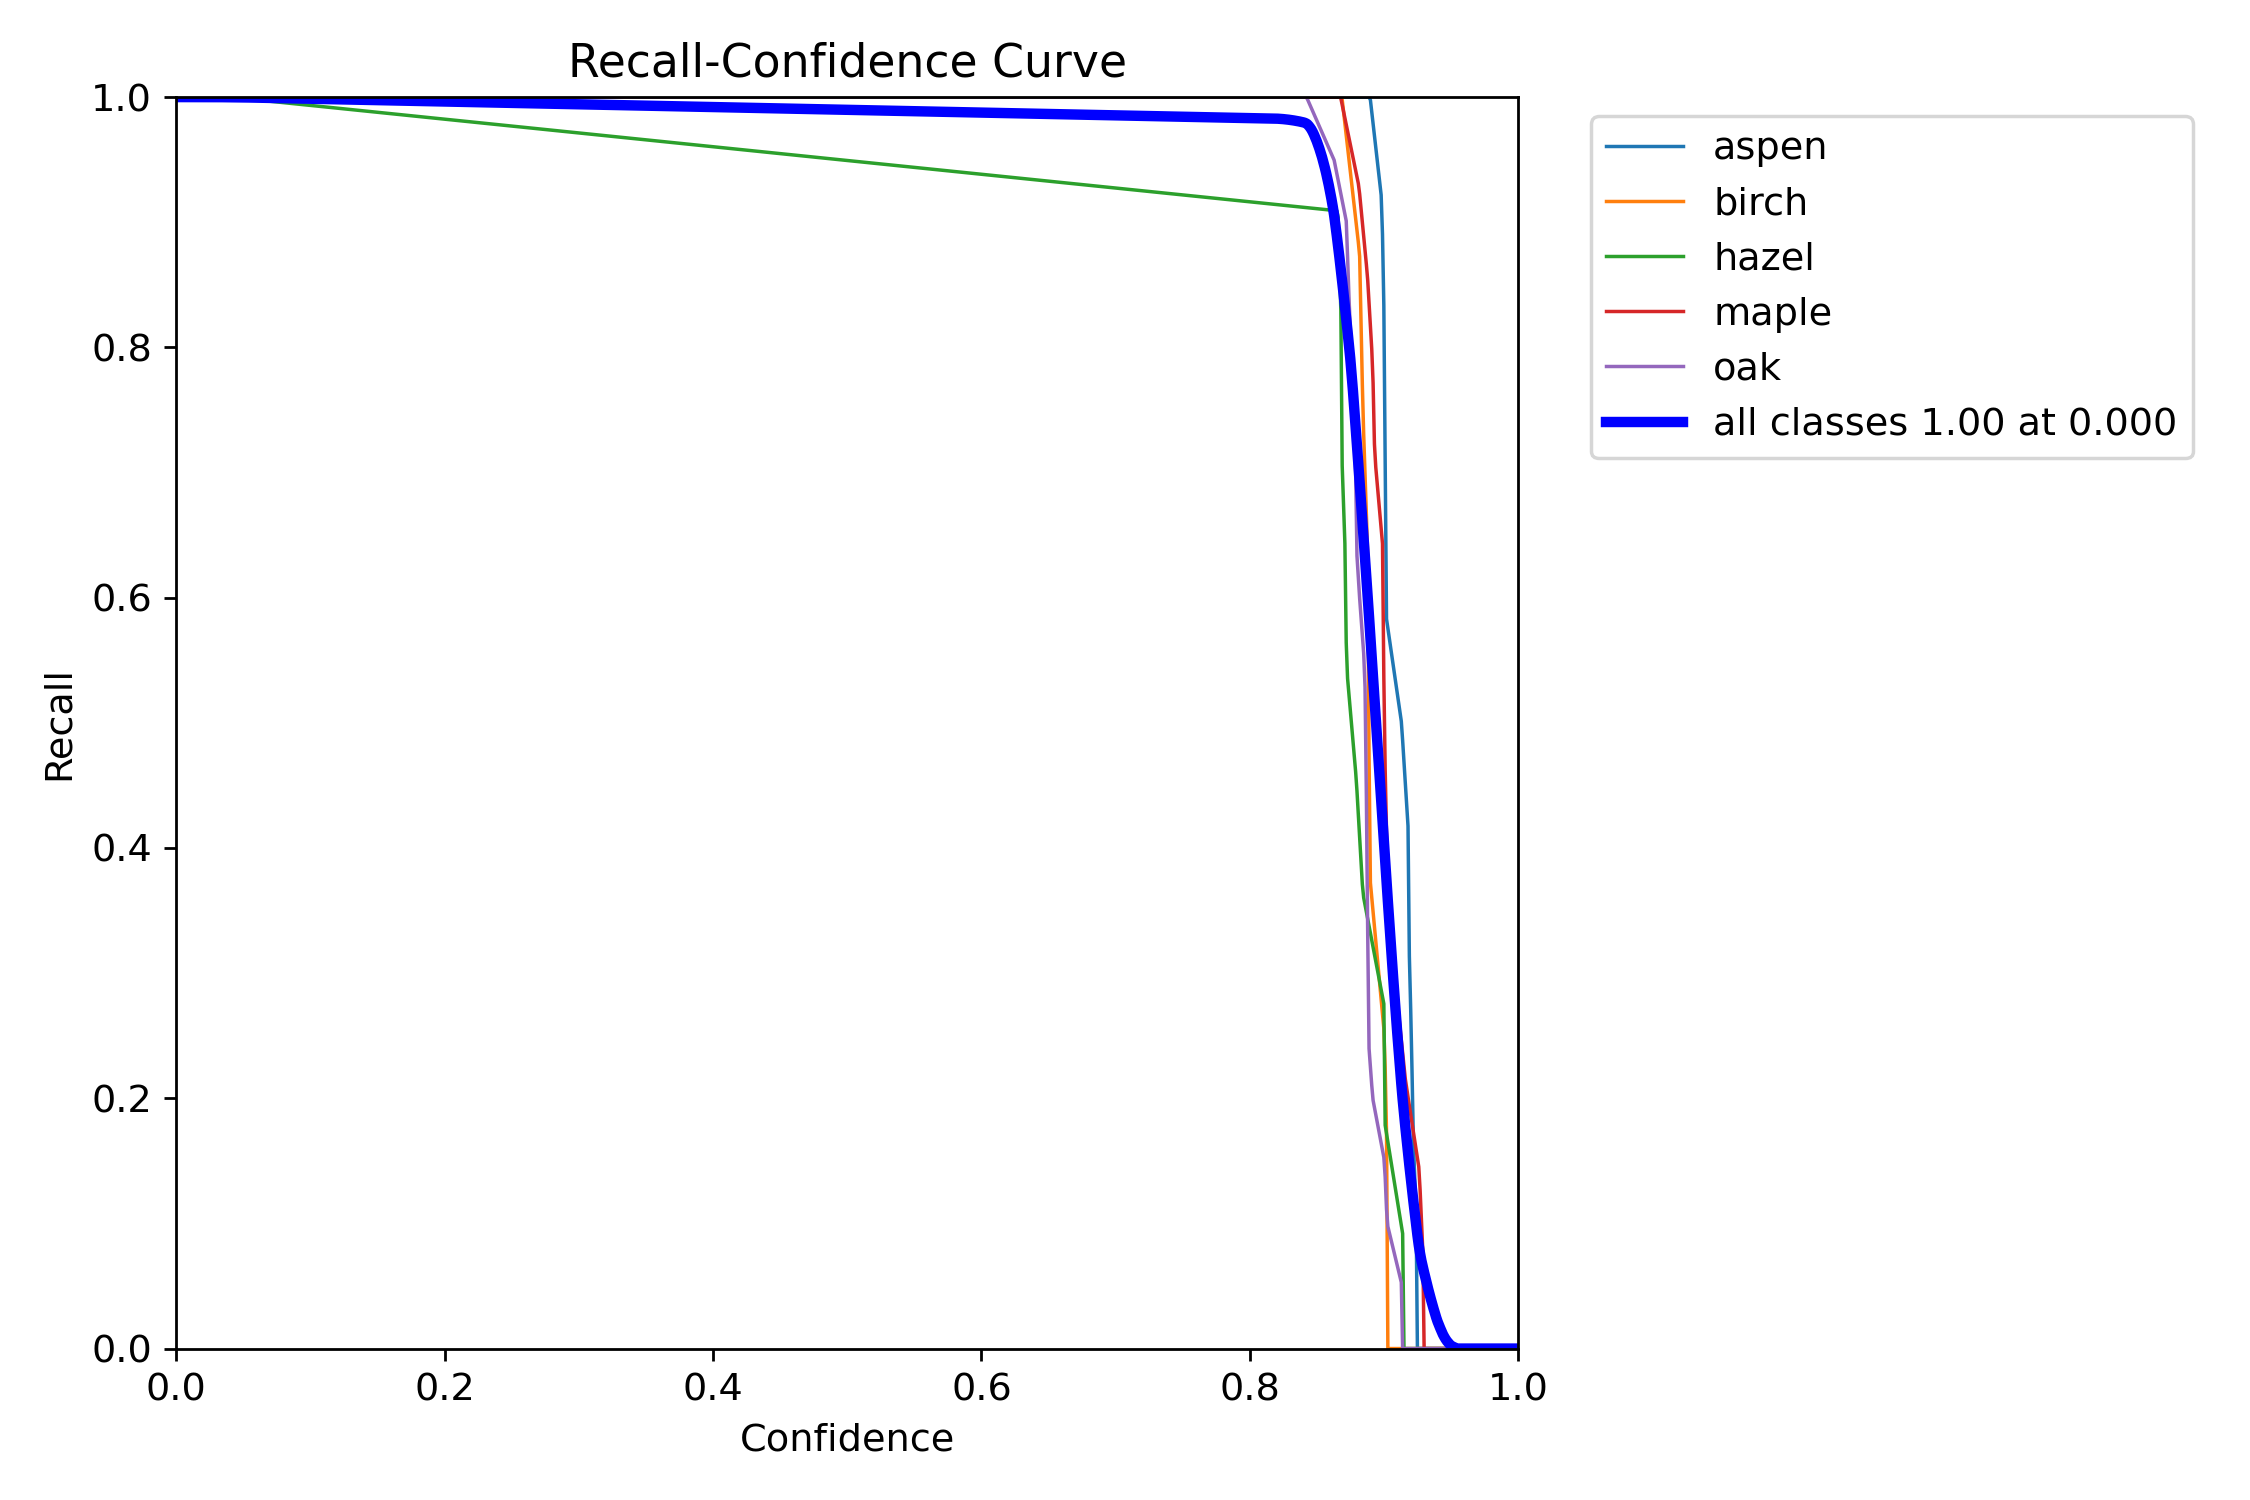 Recall-Confidence Curve
1.0
0.8
0.6
0.4
0.2
0.0
Recall
0.0 0.2 0.4 0.6 0.8 1.0
Confidence
aspen
birch
hazel
maple
oak
all classes 1.00 at 0.000